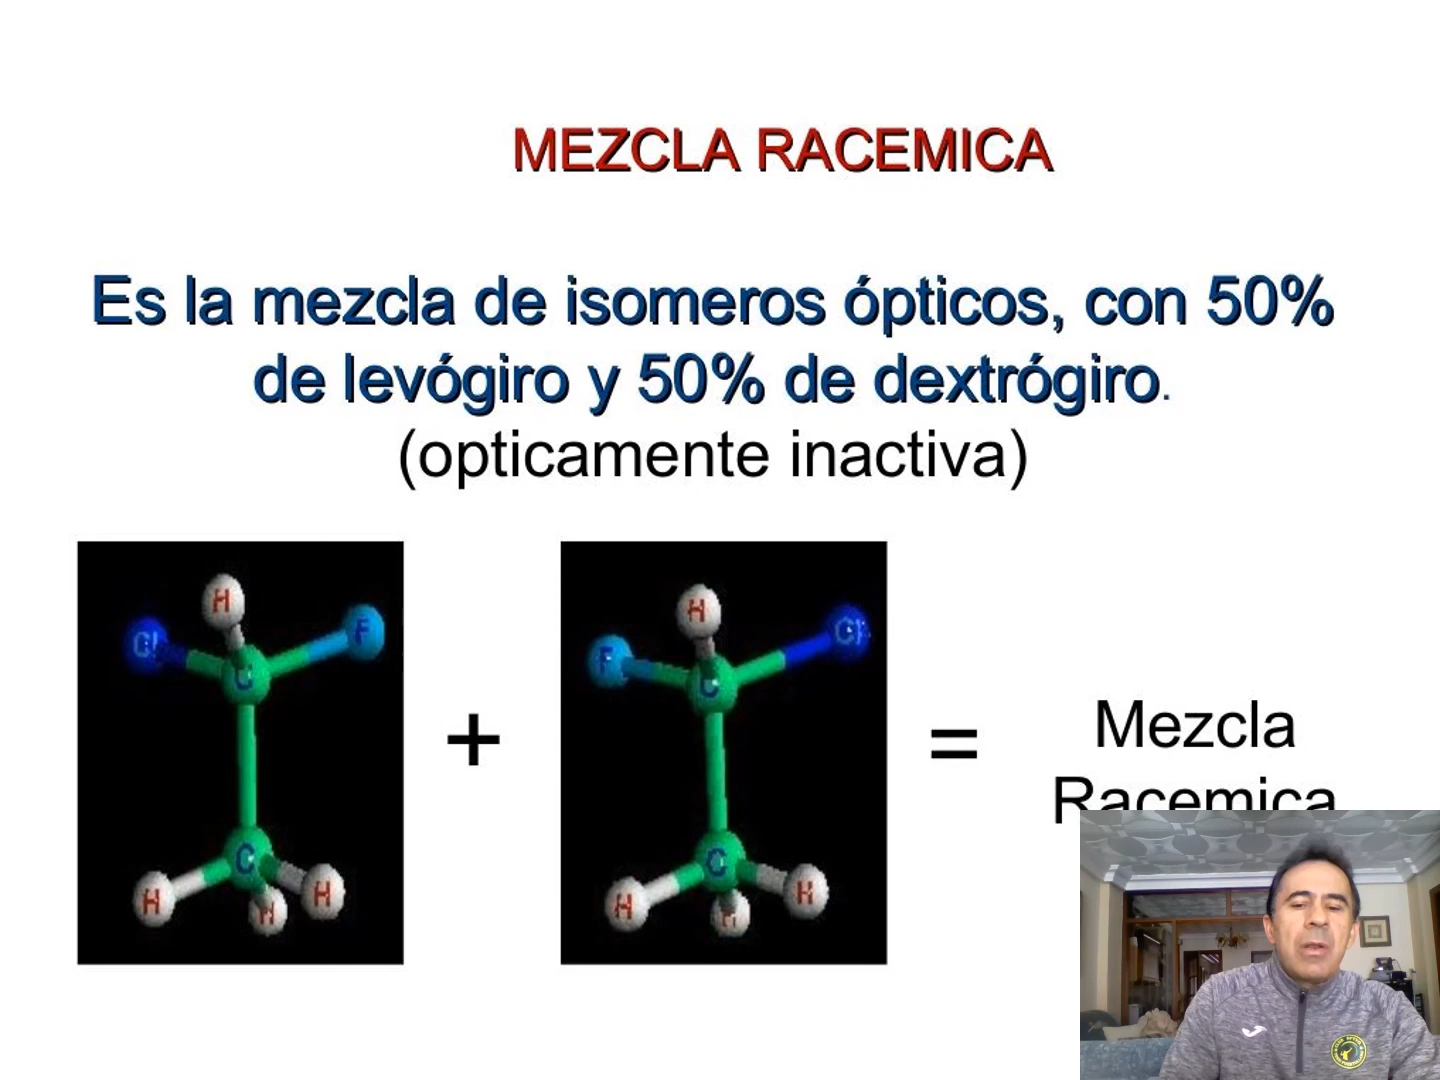 MEZCLA RACEMICA
Es la mezcla de isomeros ópticos, con 50%
de levógiro y 50% de dextrógiro.
(opticamente inactiva)
H
Cl
F
C
C
H
H
H
+
H
F
Cl
C
C
H
H
H
=
Mezcla
Racemica